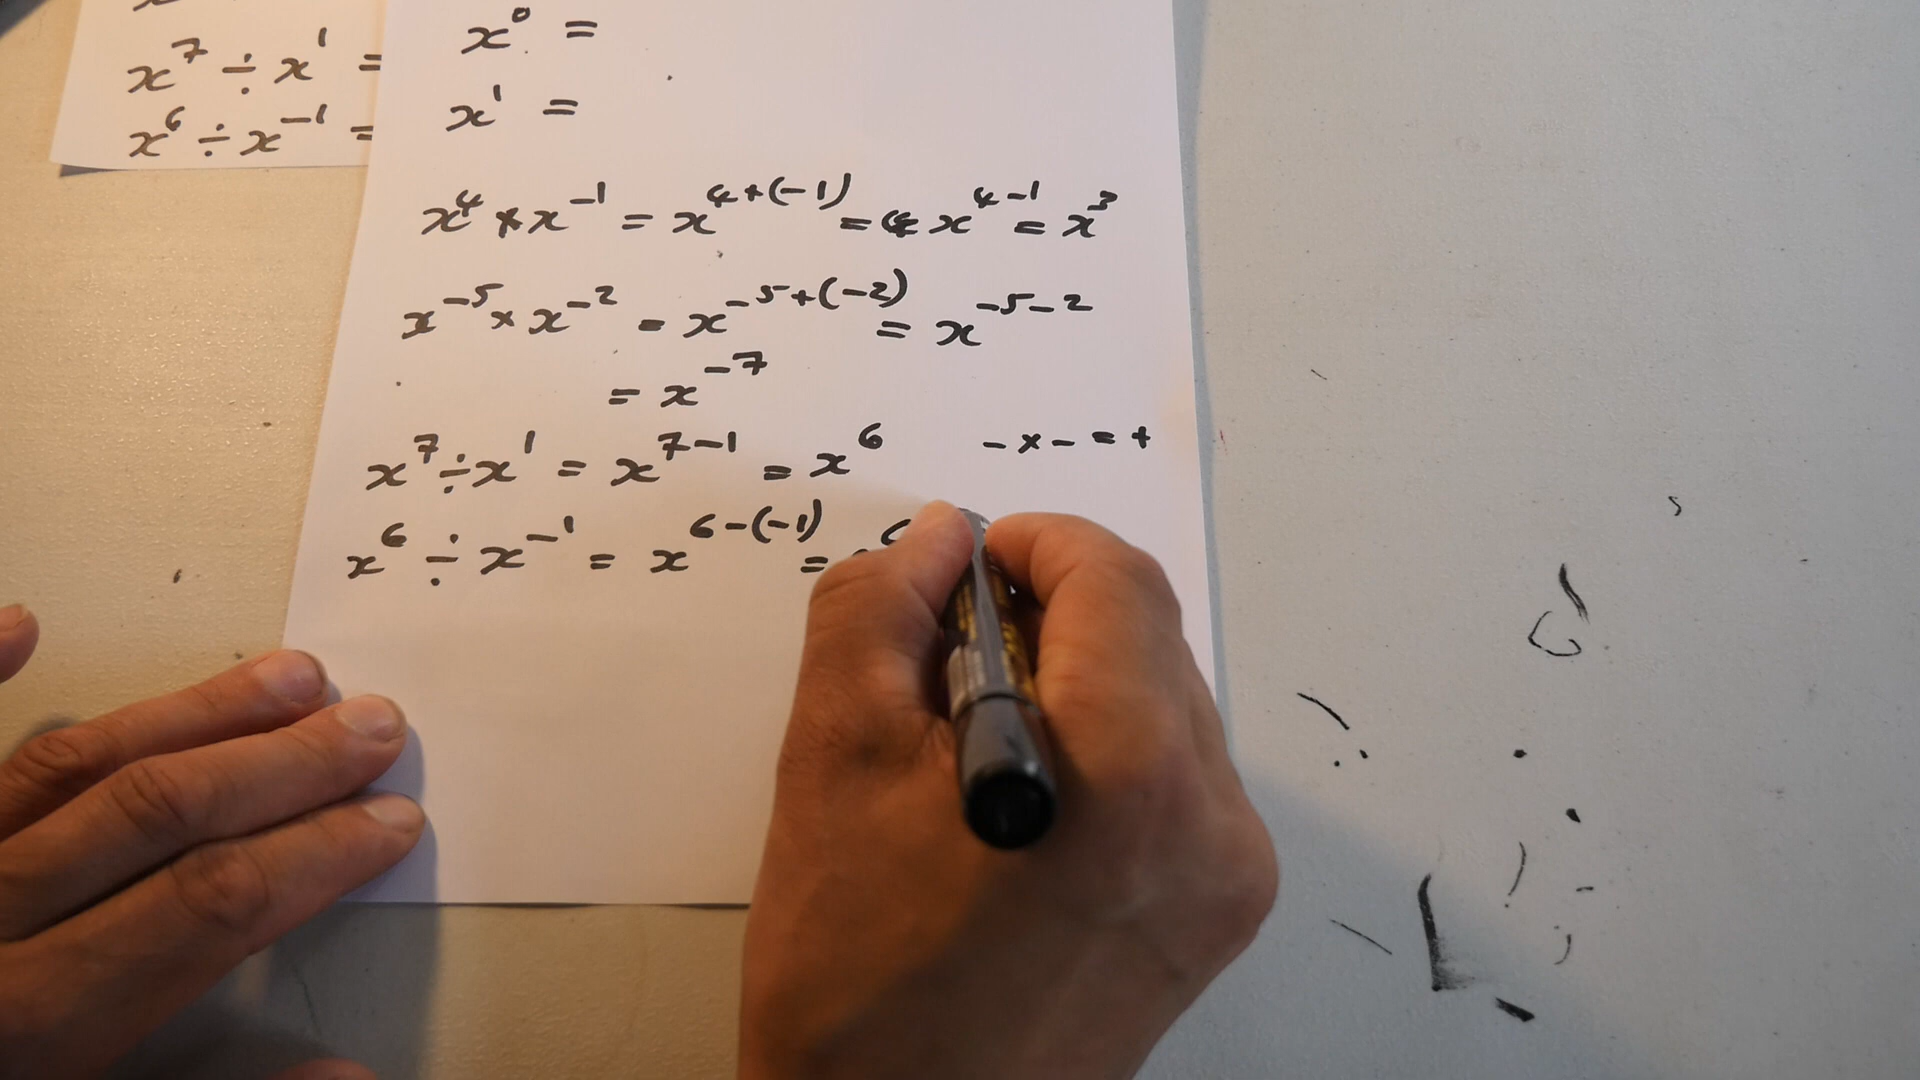 x⁷ ÷ x¹ =
x⁶ ÷ x⁻¹ =
x⁰ =
x¹ =
x⁴ × x⁻¹ = x⁴⁺⁽⁻¹⁾ = x⁴⁻¹ = x³
x⁻⁵ × x⁻² = x⁻⁵⁺⁽⁻²⁾ = x⁻⁵⁻²
= x⁻⁷
x⁷ ÷ x¹ = x⁷⁻¹ = x⁶
- × - = +
x⁶ ÷ x⁻¹ = x⁶⁻⁽⁻¹⁾ =